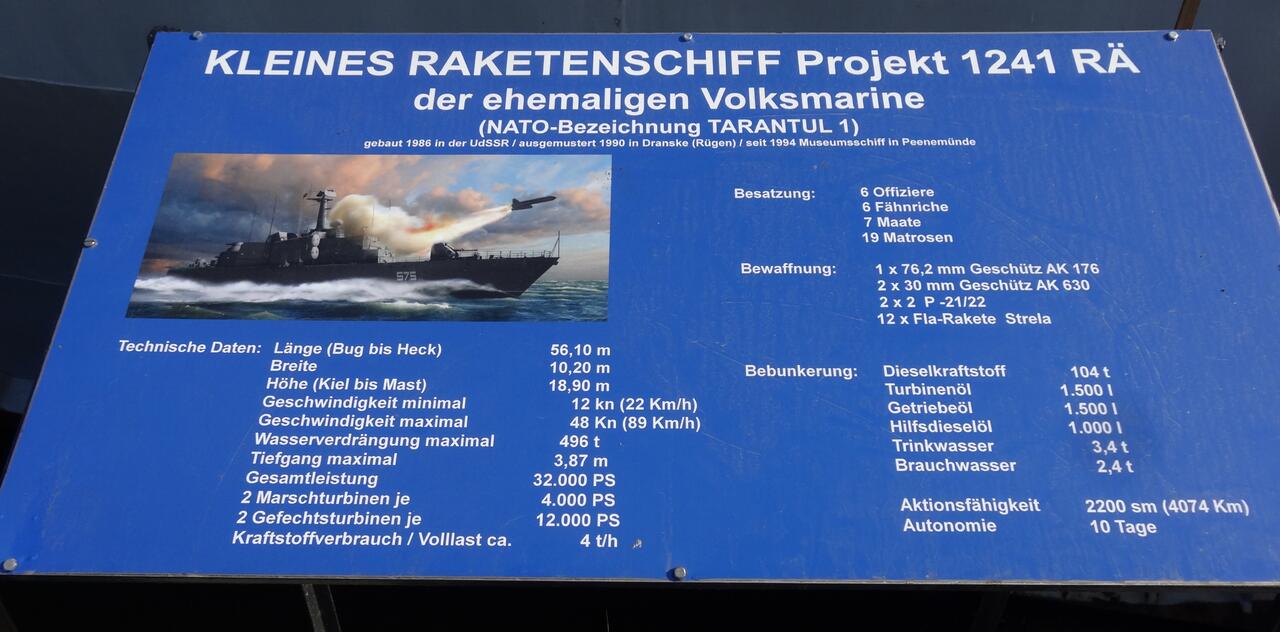 KLEINES RAKETENSCHIFF Projekt 1241 RÄ
der ehemaligen Volksmarine
(NATO-Bezeichnung TARANTUL 1)
gebaut 1986 in der UdSSR / ausgemustert 1990 in Dranske (Rügen) / seit 1994 Museumsschiff in Peenemünde
575
Technische Daten: Länge (Bug bis Heck) 56,10 m
Breite 10,20 m
Höhe (Kiel bis Mast) 18,90 m
Geschwindigkeit minimal 12 kn (22 Km/h)
Geschwindigkeit maximal 48 Kn (89 Km/h)
Wasserverdrängung maximal 496 t
Tiefgang maximal 3,87 m
Gesamtleistung 32.000 PS
2 Marschturbinen je 4.000 PS
2 Gefechtsturbinen je 12.000 PS
Kraftstoffverbrauch / Volllast ca. 4 t/h
Besatzung: 6 Offiziere
6 Fähnriche
7 Maate
19 Matrosen
Bewaffnung: 1 x 76,2 mm Geschütz AK 176
2 x 30 mm Geschütz AK 630
2 x 2 P -21/22
12 x Fla-Rakete Strela
Bebunkerung: Dieselkraftstoff 104 t
Turbinenöl 1.500 l
Getriebeöl 1.500 l
Hilfsdieselöl 1.000 l
Trinkwasser 3,4 t
Brauchwasser 2,4 t
Aktionsfähigkeit 2200 sm (4074 Km)
Autonomie 10 Tage